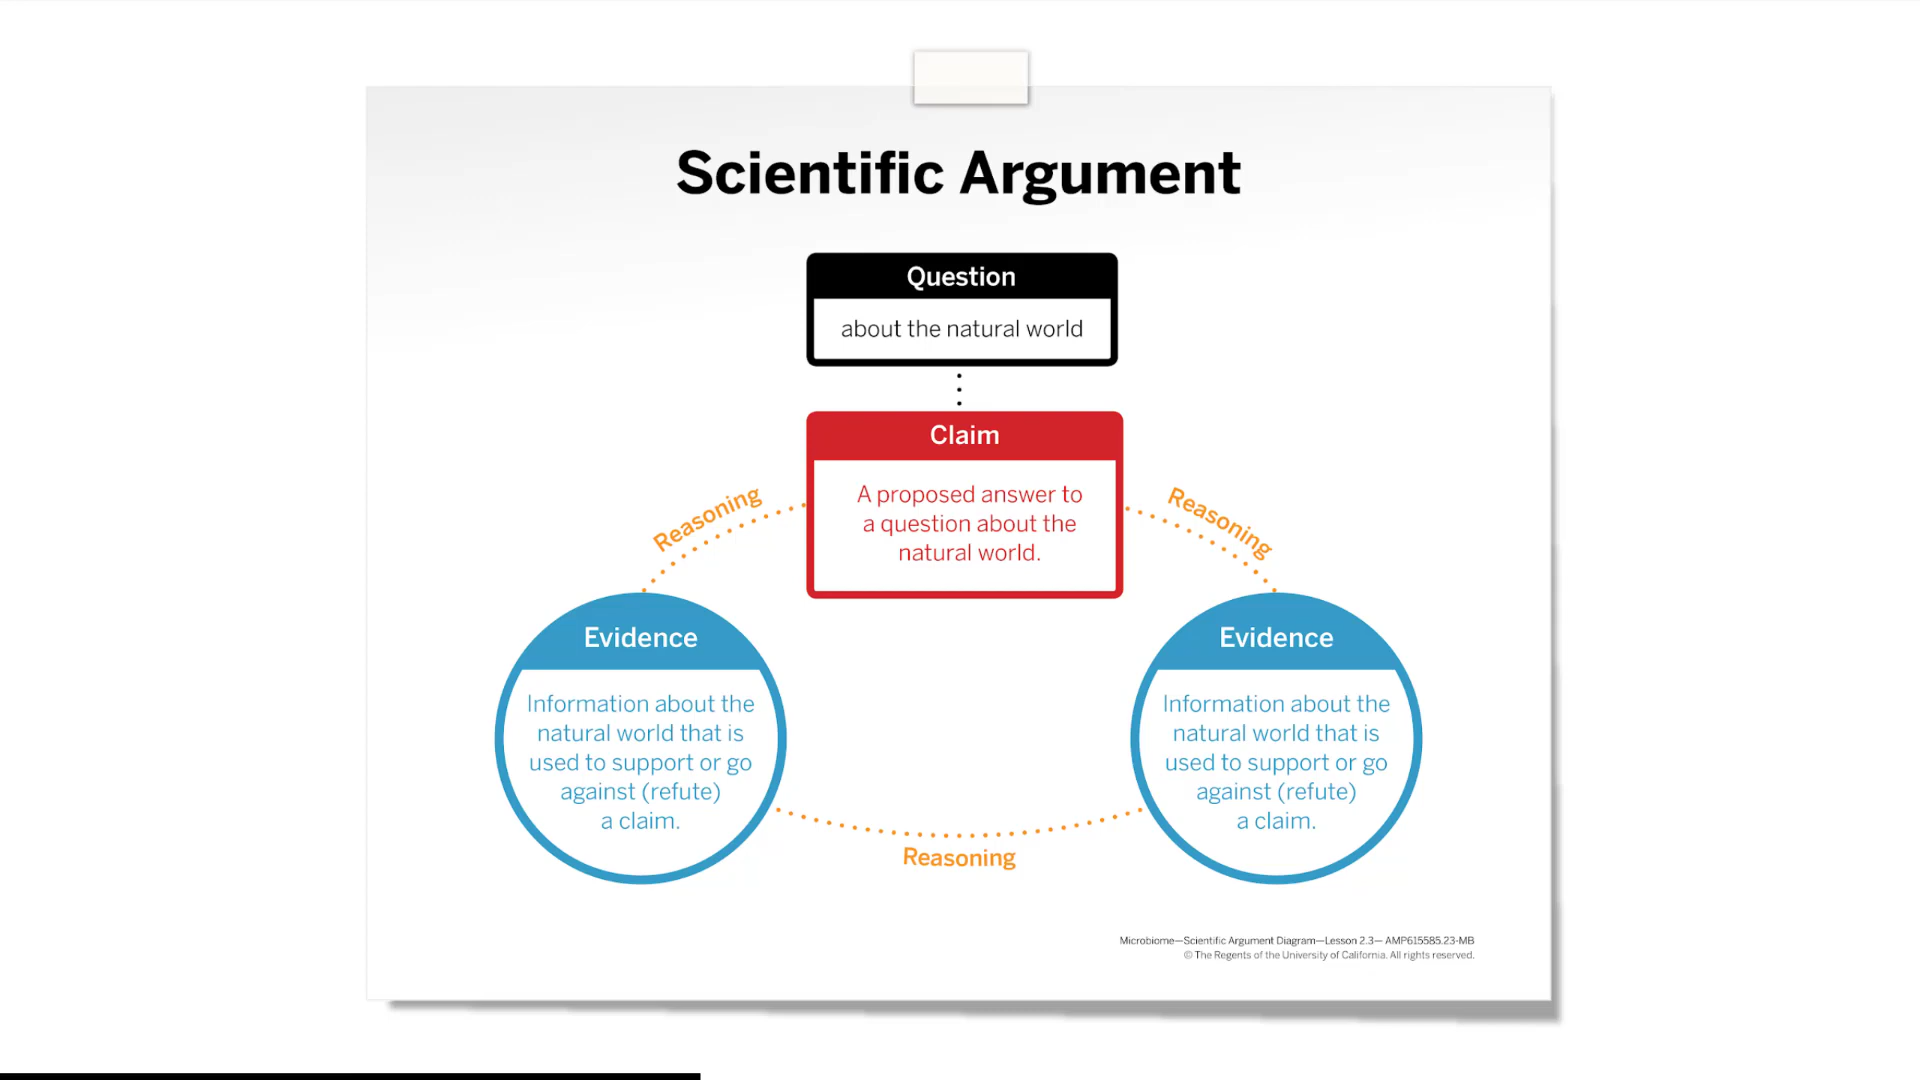 Scientific Argument
Question
about the natural world
Claim
A proposed answer to
a question about the
natural world.
Reasoning
Reasoning
Evidence
Information about the
natural world that is
used to support or go
against (refute)
a claim.
Evidence
Information about the
natural world that is
used to support or go
against (refute)
a claim.
Reasoning
Microbiome—Scientific Argument Diagram—Lesson 2.3— AMP615585.23-MB
© The Regents of the University of California. All rights reserved.